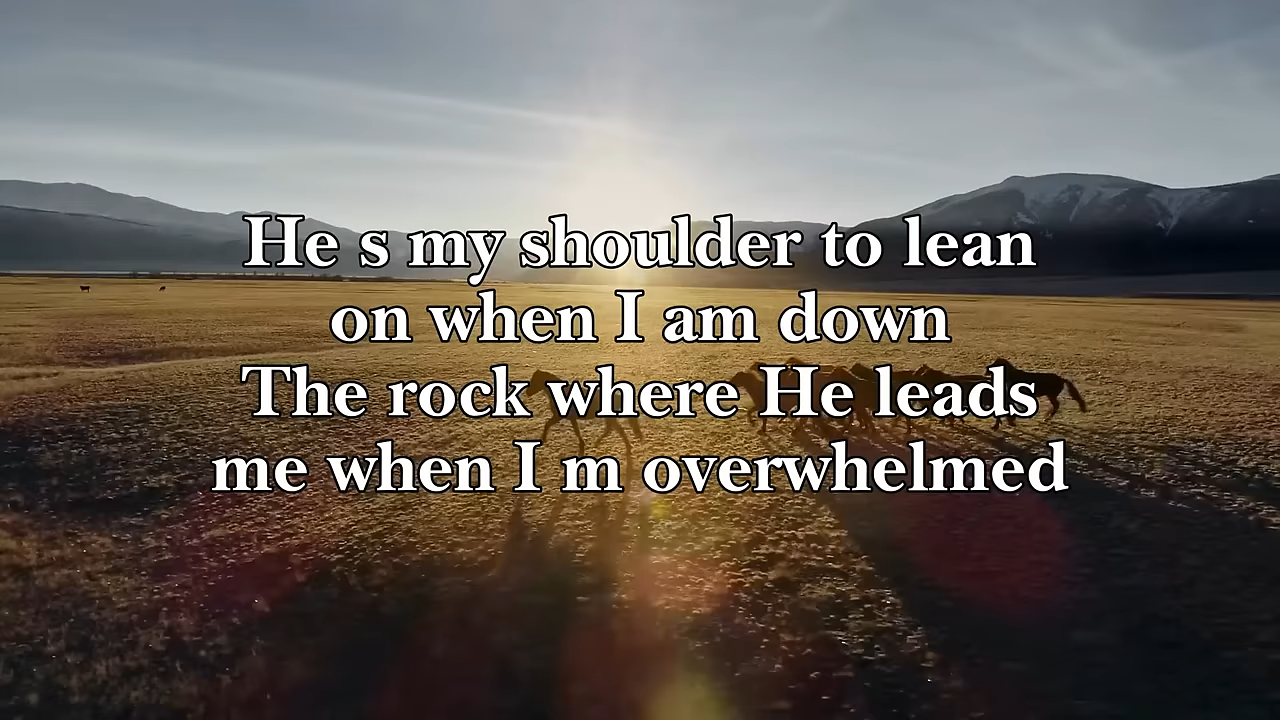 He s my shoulder to lean
on when I am down
The rock where He leads
me when I m overwhelmed